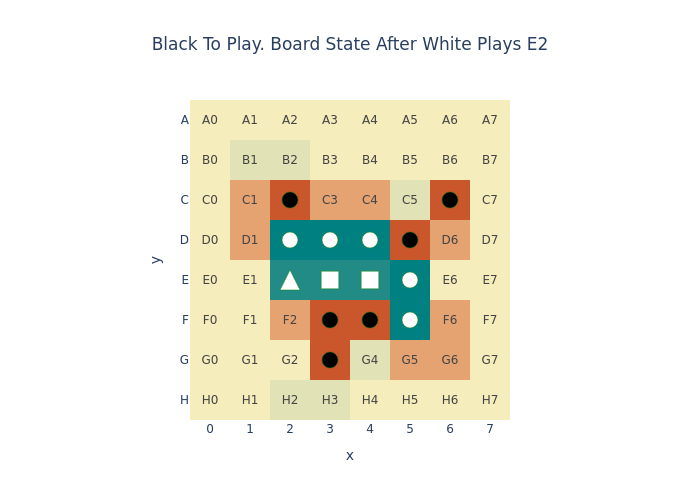 Black To Play. Board State After White Plays E2
A A0 A1 A2 A3 A4 A5 A6 A7
B B0 B1 B2 B3 B4 B5 B6 B7
C C0 C1 C3 C4 C5 C7
D D0 D1 D6 D7
y
E E0 E1 E6 E7
F F0 F1 F2 F6 F7
G G0 G1 G2 G4 G5 G6 G7
H H0 H1 H2 H3 H4 H5 H6 H7
0 1 2 3 4 5 6 7
x